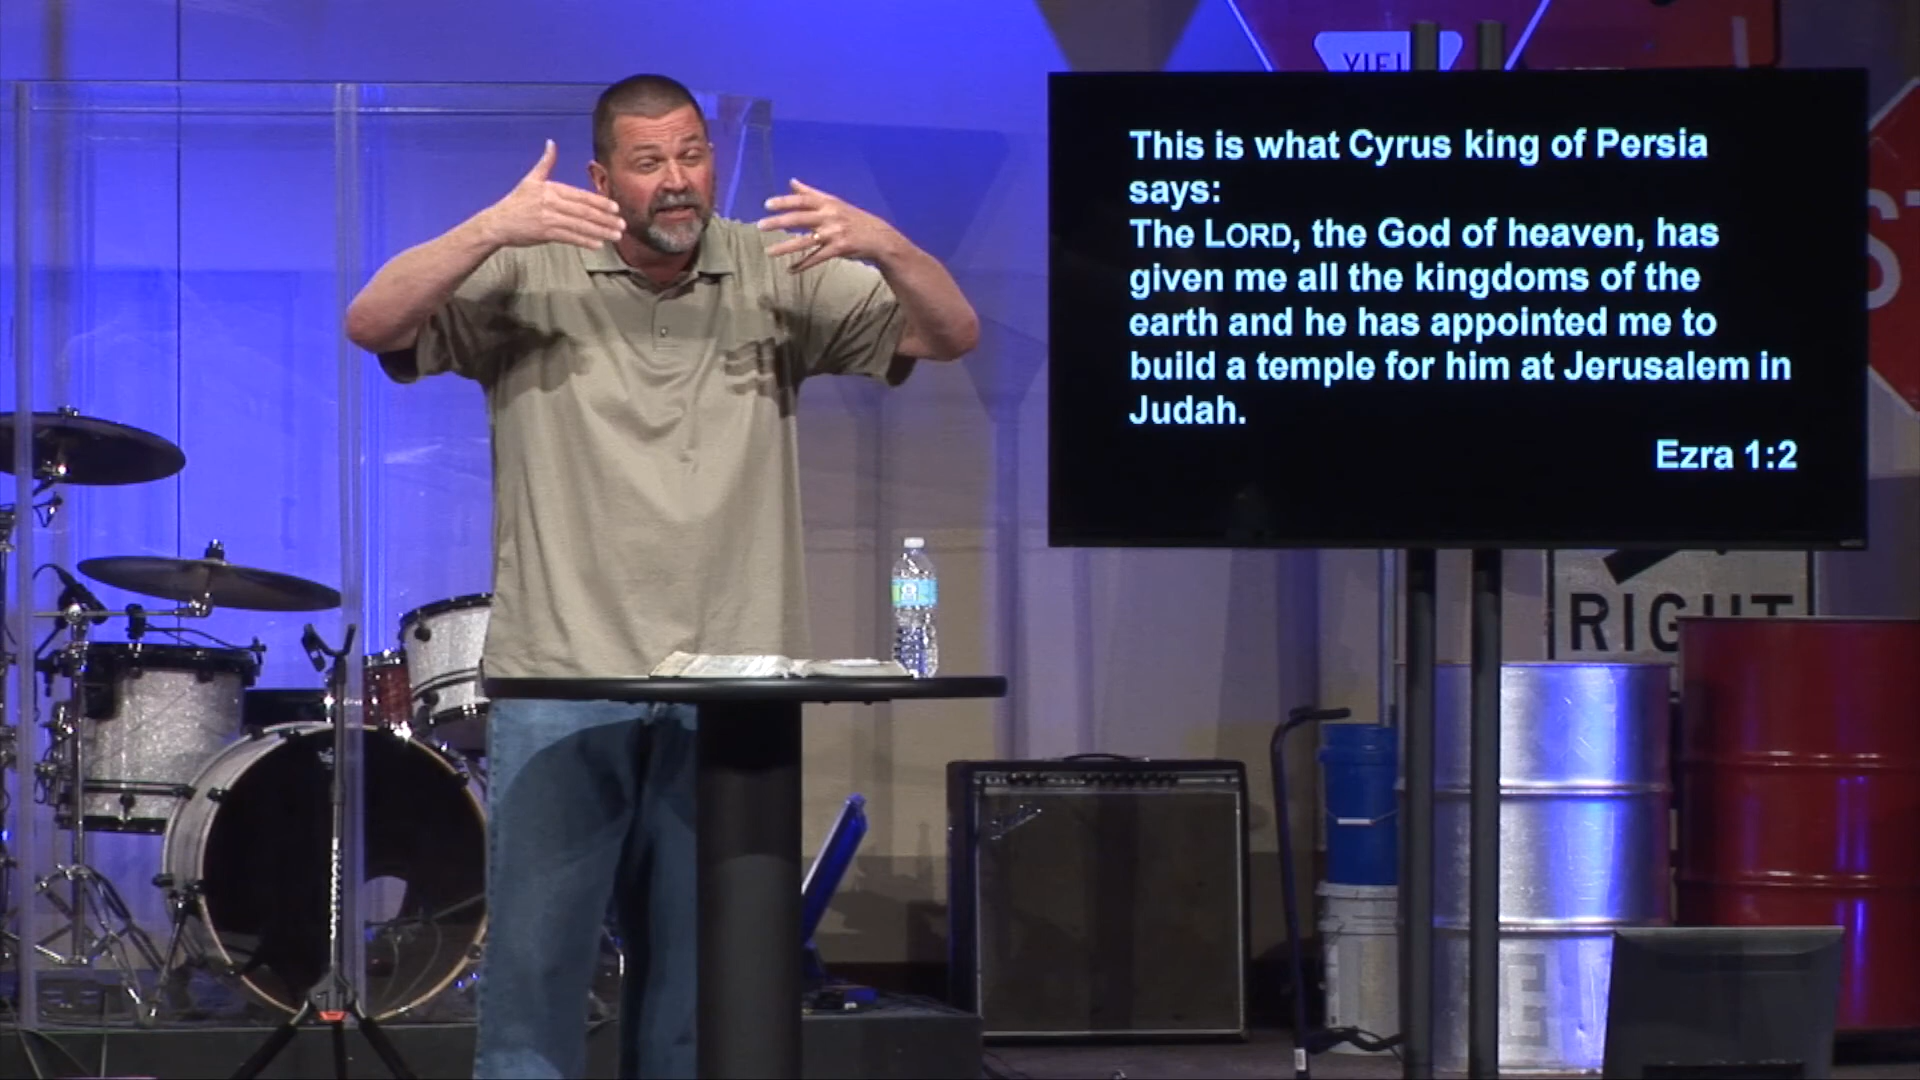 YIEL
This is what Cyrus king of Persia
says:
The LORD, the God of heaven, has
given me all the kingdoms of the
earth and he has appointed me to
build a temple for him at Jerusalem in
Judah.
Ezra 1:2
ST
RIGHT